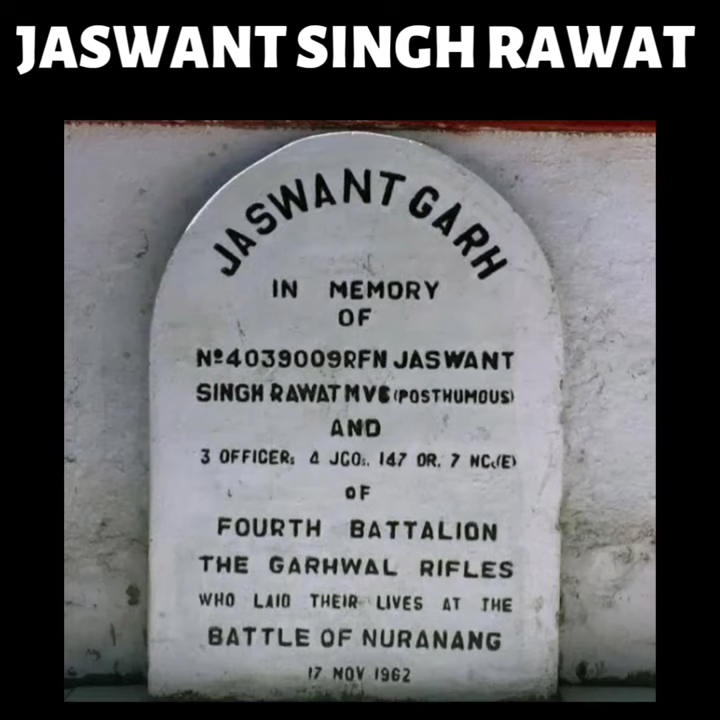 JASWANT SINGH RAWAT
JASWANT GARH
IN MEMORY
OF
Nº4039009RFN JASWANT
SINGH RAWAT MVC (POSTHUMOUS)
AND
3 OFFICERs 4 JCOs. 147 OR. 7 NCs(E)
OF
FOURTH BATTALION
THE GARHWAL RIFLES
WHO LAID THEIR LIVES AT THE
BATTLE OF NURANANG
17 NOV 1962